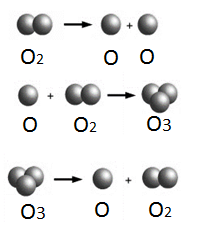 +
O2 O O
+
O O2 O3
+
O3 O O2